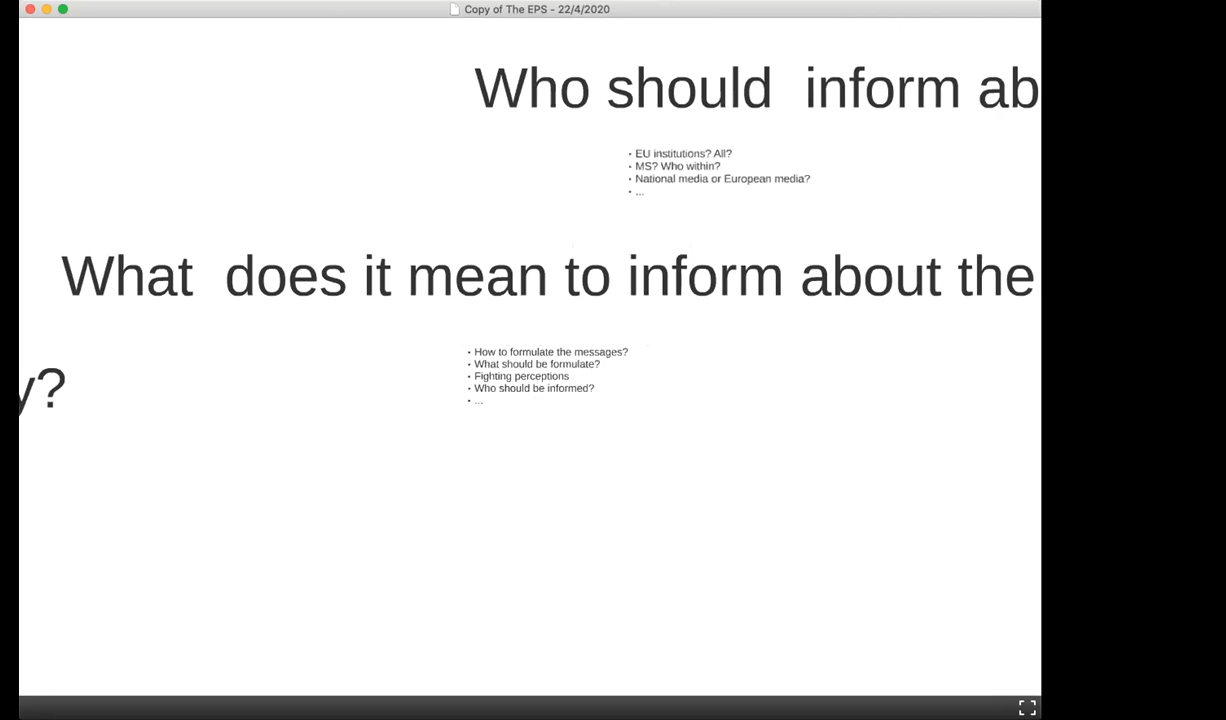 Copy of The EPS - 22/4/2020
Who should inform ab
• EU institutions? All?
• MS? Who within?
• National media or European media?
• ...
What does it mean to inform about the
y?
• How to formulate the messages?
• What should be formulate?
• Fighting perceptions
• Who should be informed?
• ...